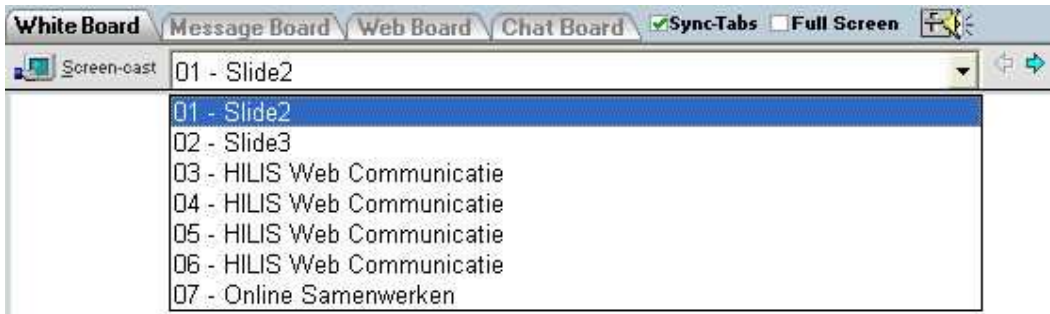 White Board Message Board Web Board Chat Board Sync-Tabs Full Screen
Screen-cast 01 - Slide2
01 - Slide2
02 - Slide3
03 - HILIS Web Communicatie
04 - HILIS Web Communicatie
05 - HILIS Web Communicatie
06 - HILIS Web Communicatie
07 - Online Samenwerken